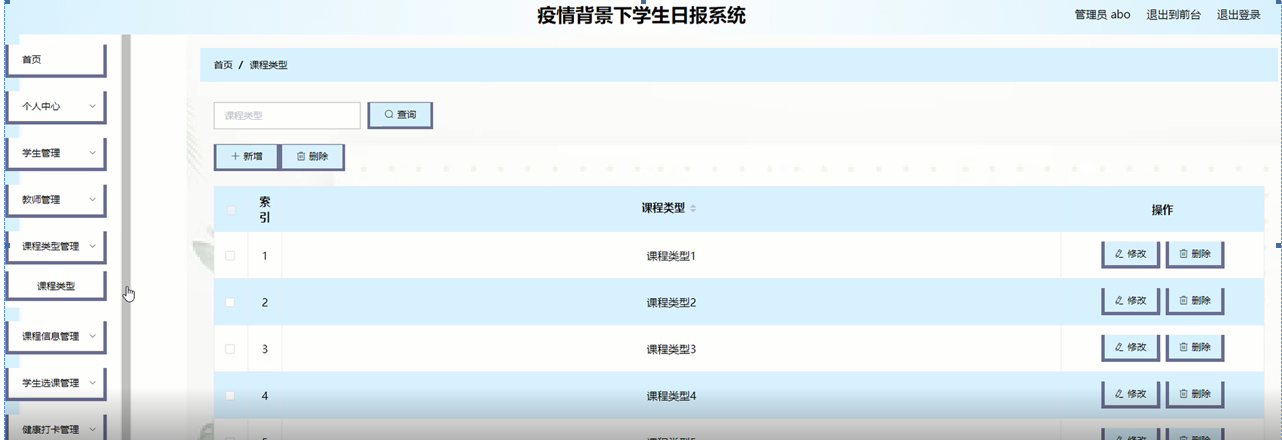 疫情背景下学生日报系统
管理员 abo 退出到前台 退出登录
首页
个人中心
学生管理
教师管理
课程类型管理
课程类型
课程信息管理
学生选课管理
健康打卡管理
首页 / 课程类型
课程类型 查询
新增 删除
索引 课程类型 操作
1 课程类型1 修改 删除
2 课程类型2 修改 删除
3 课程类型3 修改 删除
4 课程类型4 修改 删除
5 课程类型5 修改 删除